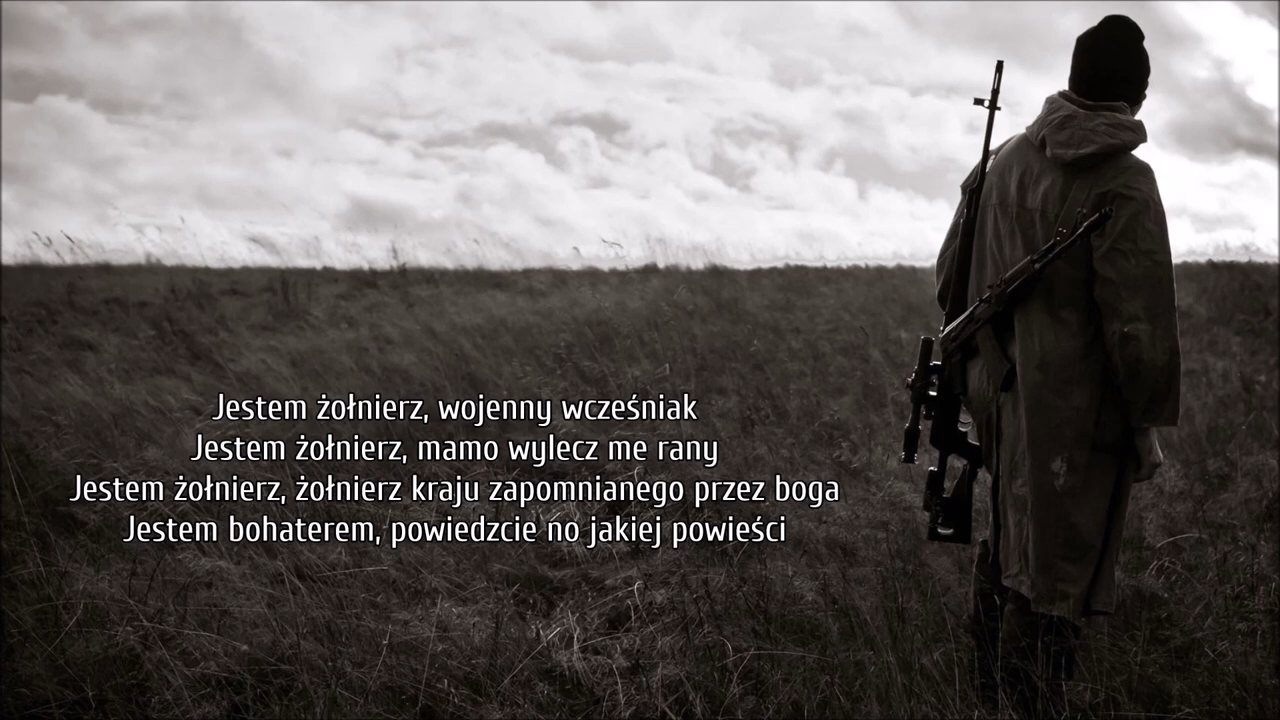 Jestem żołnierz, wojenny wcześniak
Jestem żołnierz, mamo wylecz me rany
Jestem żołnierz, żołnierz kraju zapomnianego przez boga
Jestem bohaterem, powiedzcie no jakiej powieści